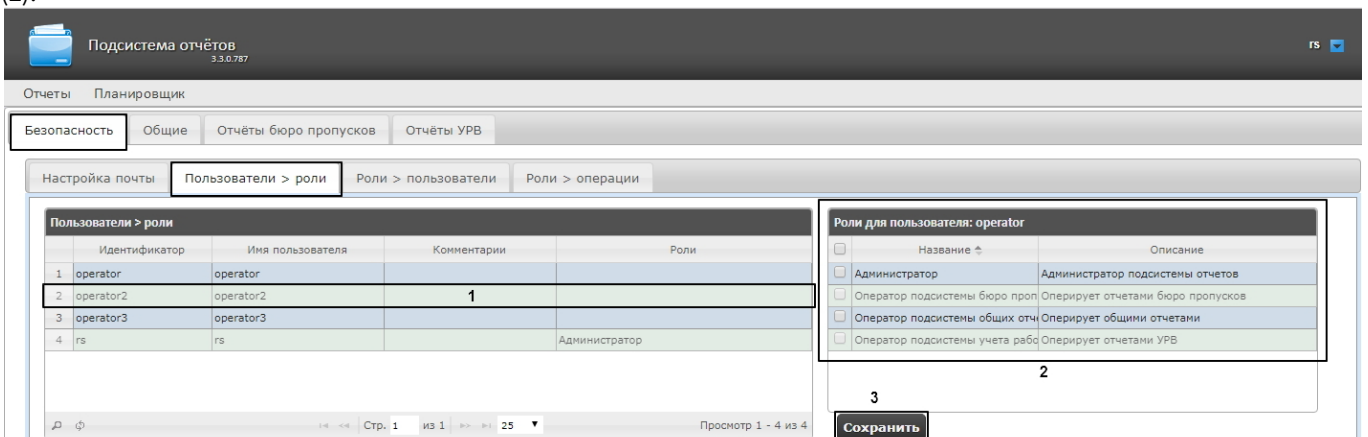 (2).
Подсистема отчётов
3.3.0.787
rs
Отчеты Планировщик
Безопасность Общие Отчёты бюро пропусков Отчёты УРВ
Настройка почты Пользователи > роли Роли > пользователи Роли > операции
Пользователи > роли
Идентификатор Имя пользователя Комментарии Роли
1 operator operator
2 operator2 operator2 1
3 operator3 operator3
4 rs rs Администратор
Стр. 1 из 1 25 Просмотр 1 - 4 из 4
Роли для пользователя: operator
Название Описание
Администратор Администратор подсистемы отчетов
Оператор подсистемы бюро проп Оперирует отчетами бюро пропусков
Оператор подсистемы общих отч Оперирует общими отчетами
Оператор подсистемы учета рабо Оперирует отчетами УРВ
2
3
Сохранить